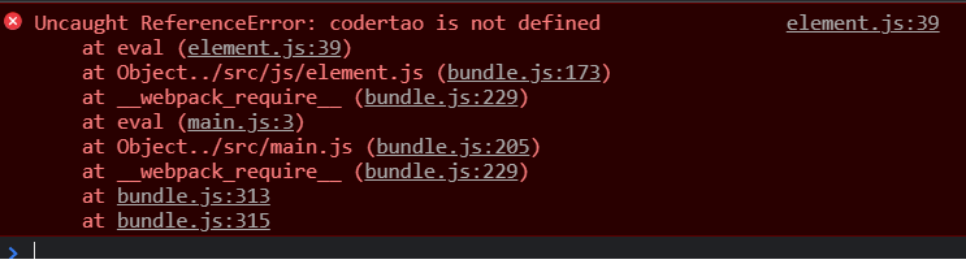 Uncaught ReferenceError: codertao is not defined element.js:39
at eval (element.js:39)
at Object../src/js/element.js (bundle.js:173)
at __webpack_require__ (bundle.js:229)
at eval (main.js:3)
at Object../src/main.js (bundle.js:205)
at __webpack_require__ (bundle.js:229)
at bundle.js:313
at bundle.js:315